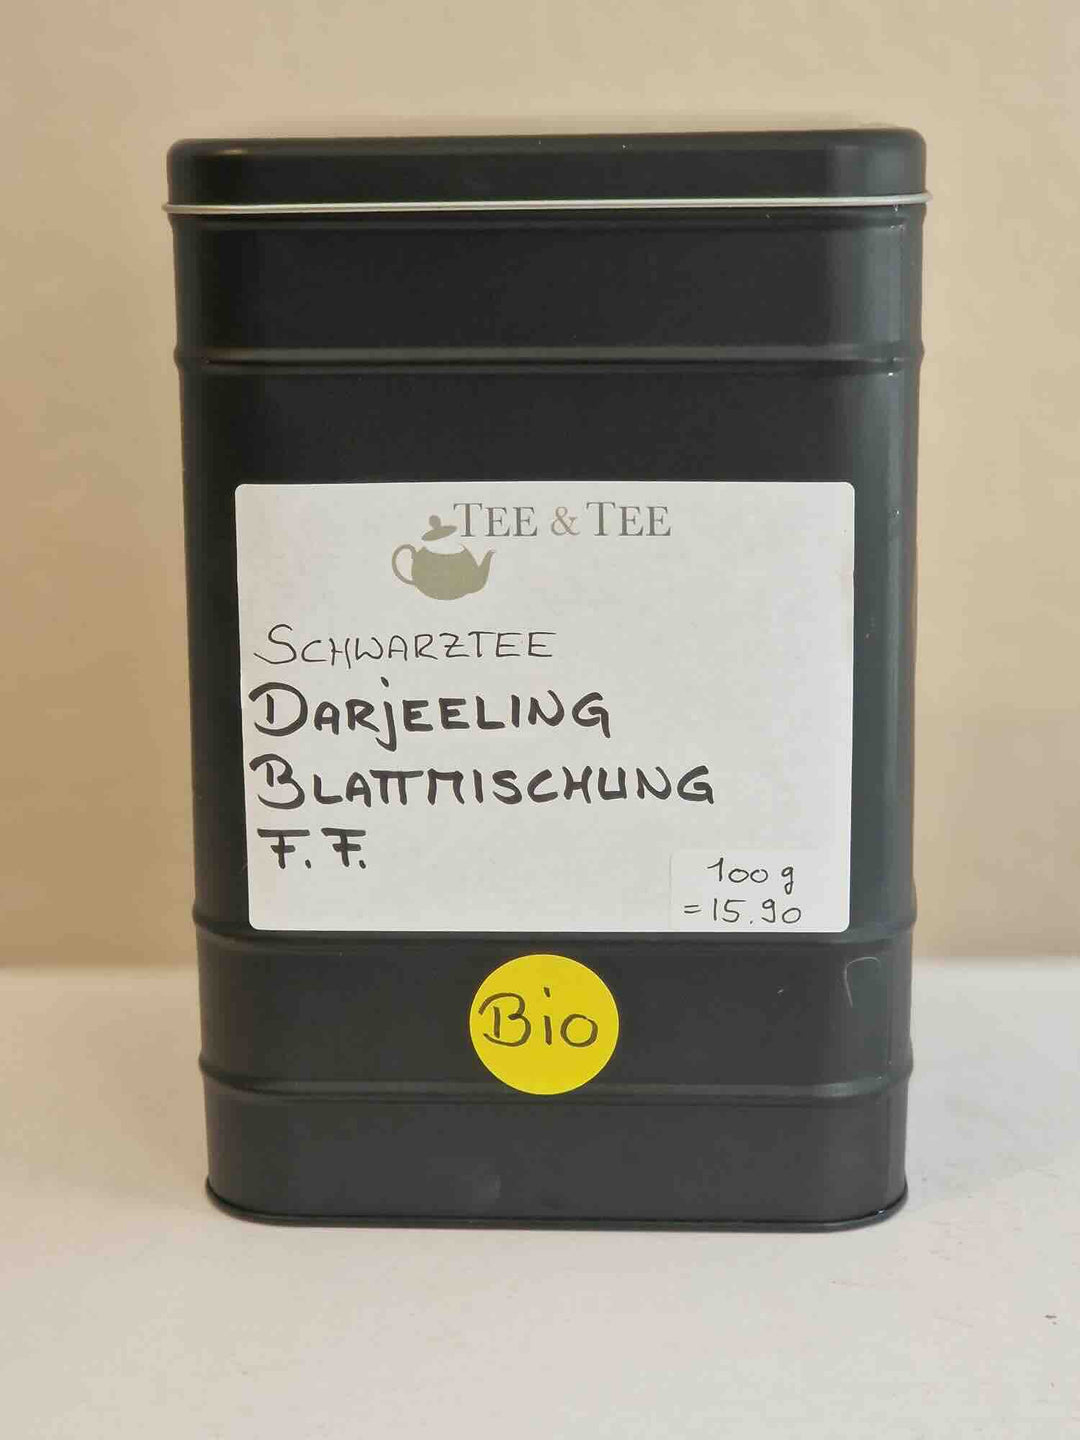 TEE & TEE
SCHWARZTEE
DARJEELING
BLATTMISCHUNG
F.F.
100 g
= 15.90
Bio